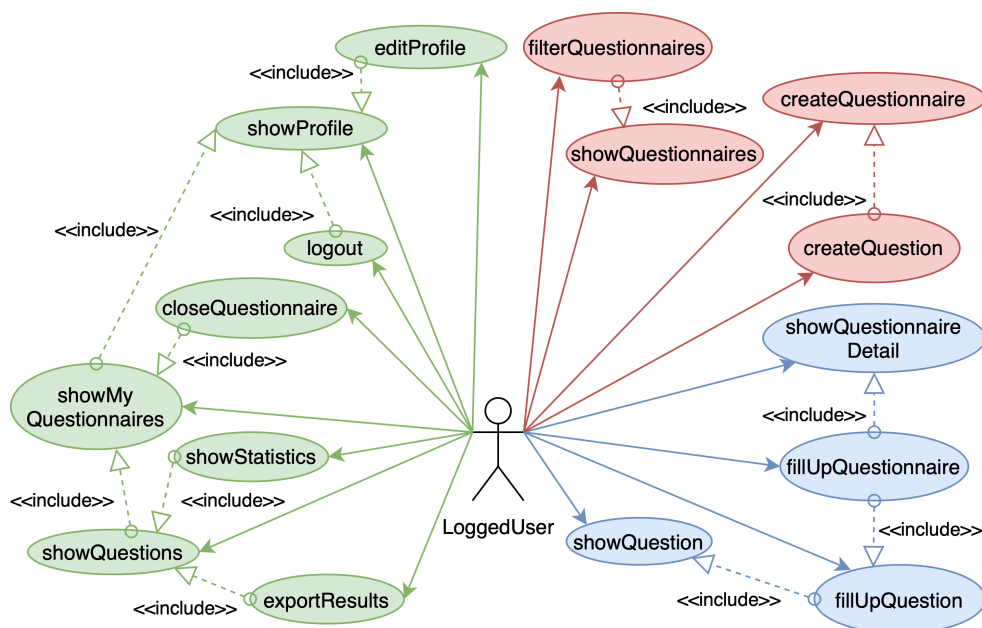 editProfile
filterQuestionnaires
<<include>>
createQuestionnaire
<<include>>
showProfile
showQuestionnaires
<<include>>
<<include>>
<<include>>
logout
createQuestion
closeQuestionnaire
showQuestionnaire
Detail
<<include>>
showMy
Questionnaires
<<include>>
showStatistics
fillUpQuestionnaire
<<include>>
<<include>>
LoggedUser
<<include>>
showQuestions
showQuestion
<<include>>
exportResults
<<include>>
fillUpQuestion